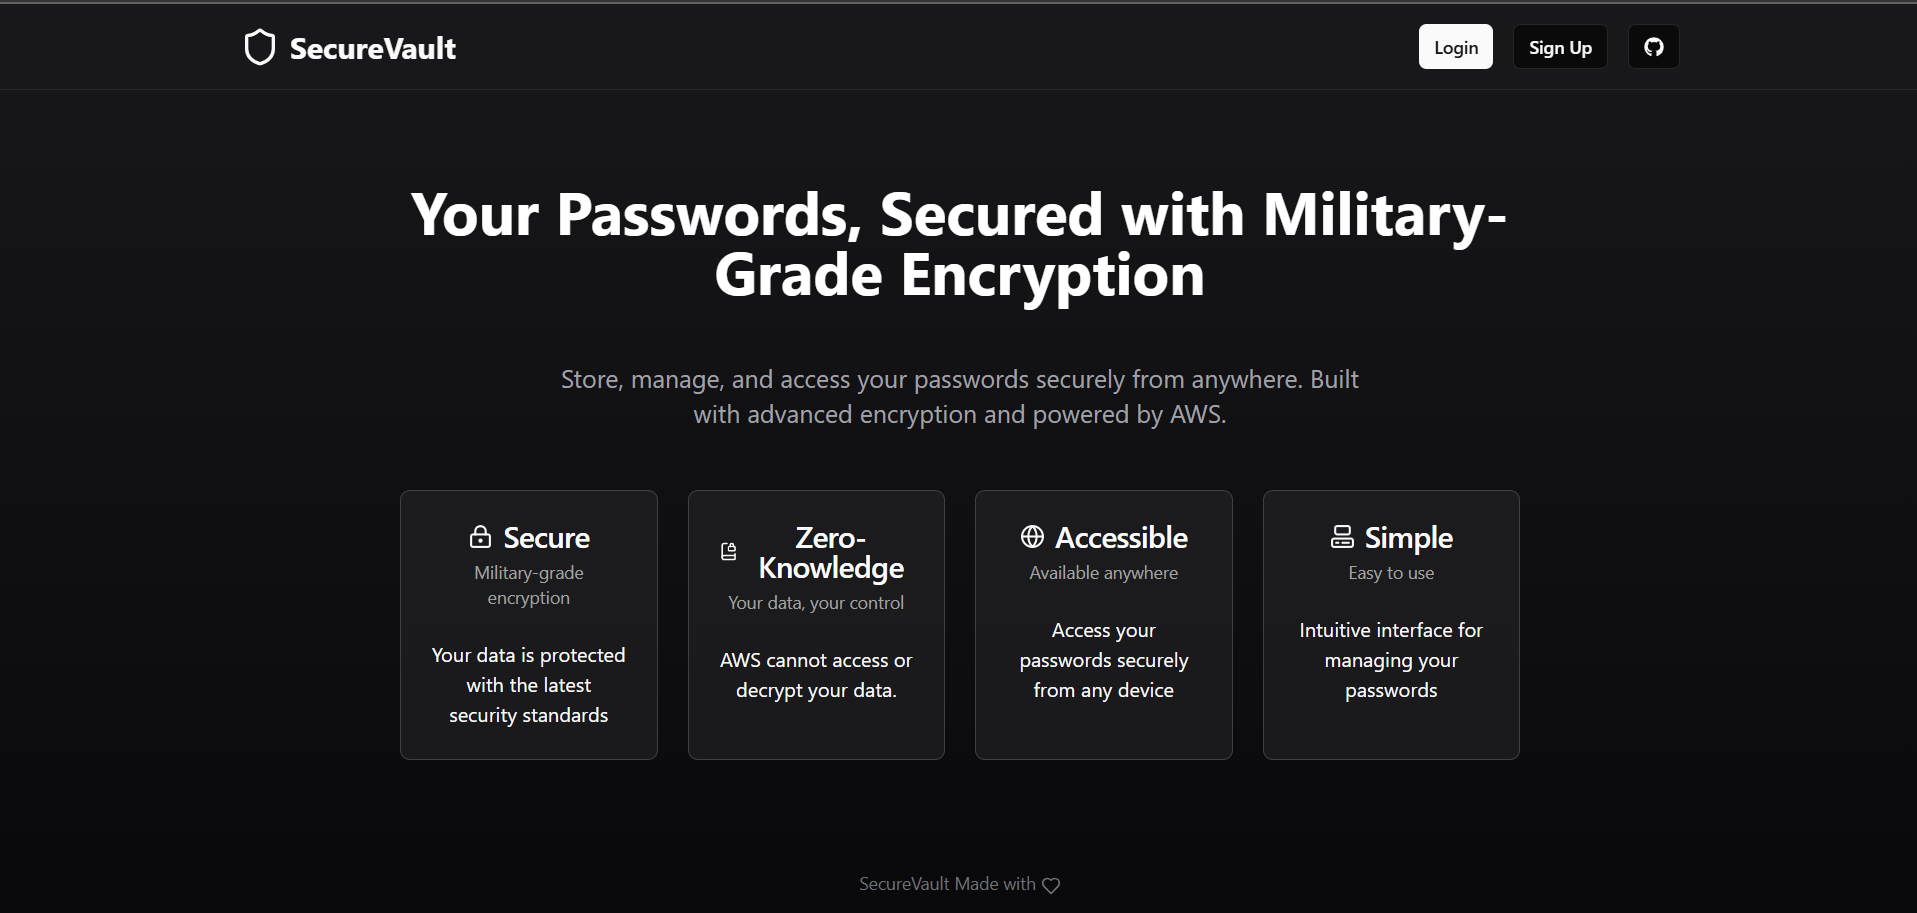 SecureVault
Login
Sign Up
Your Passwords, Secured with Military-
Grade Encryption
Store, manage, and access your passwords securely from anywhere. Built
with advanced encryption and powered by AWS.
Secure
Military-grade
encryption
Your data is protected
with the latest
security standards
Zero-
Knowledge
Your data, your control
AWS cannot access or
decrypt your data.
Accessible
Available anywhere
Access your
passwords securely
from any device
Simple
Easy to use
Intuitive interface for
managing your
passwords
SecureVault Made with